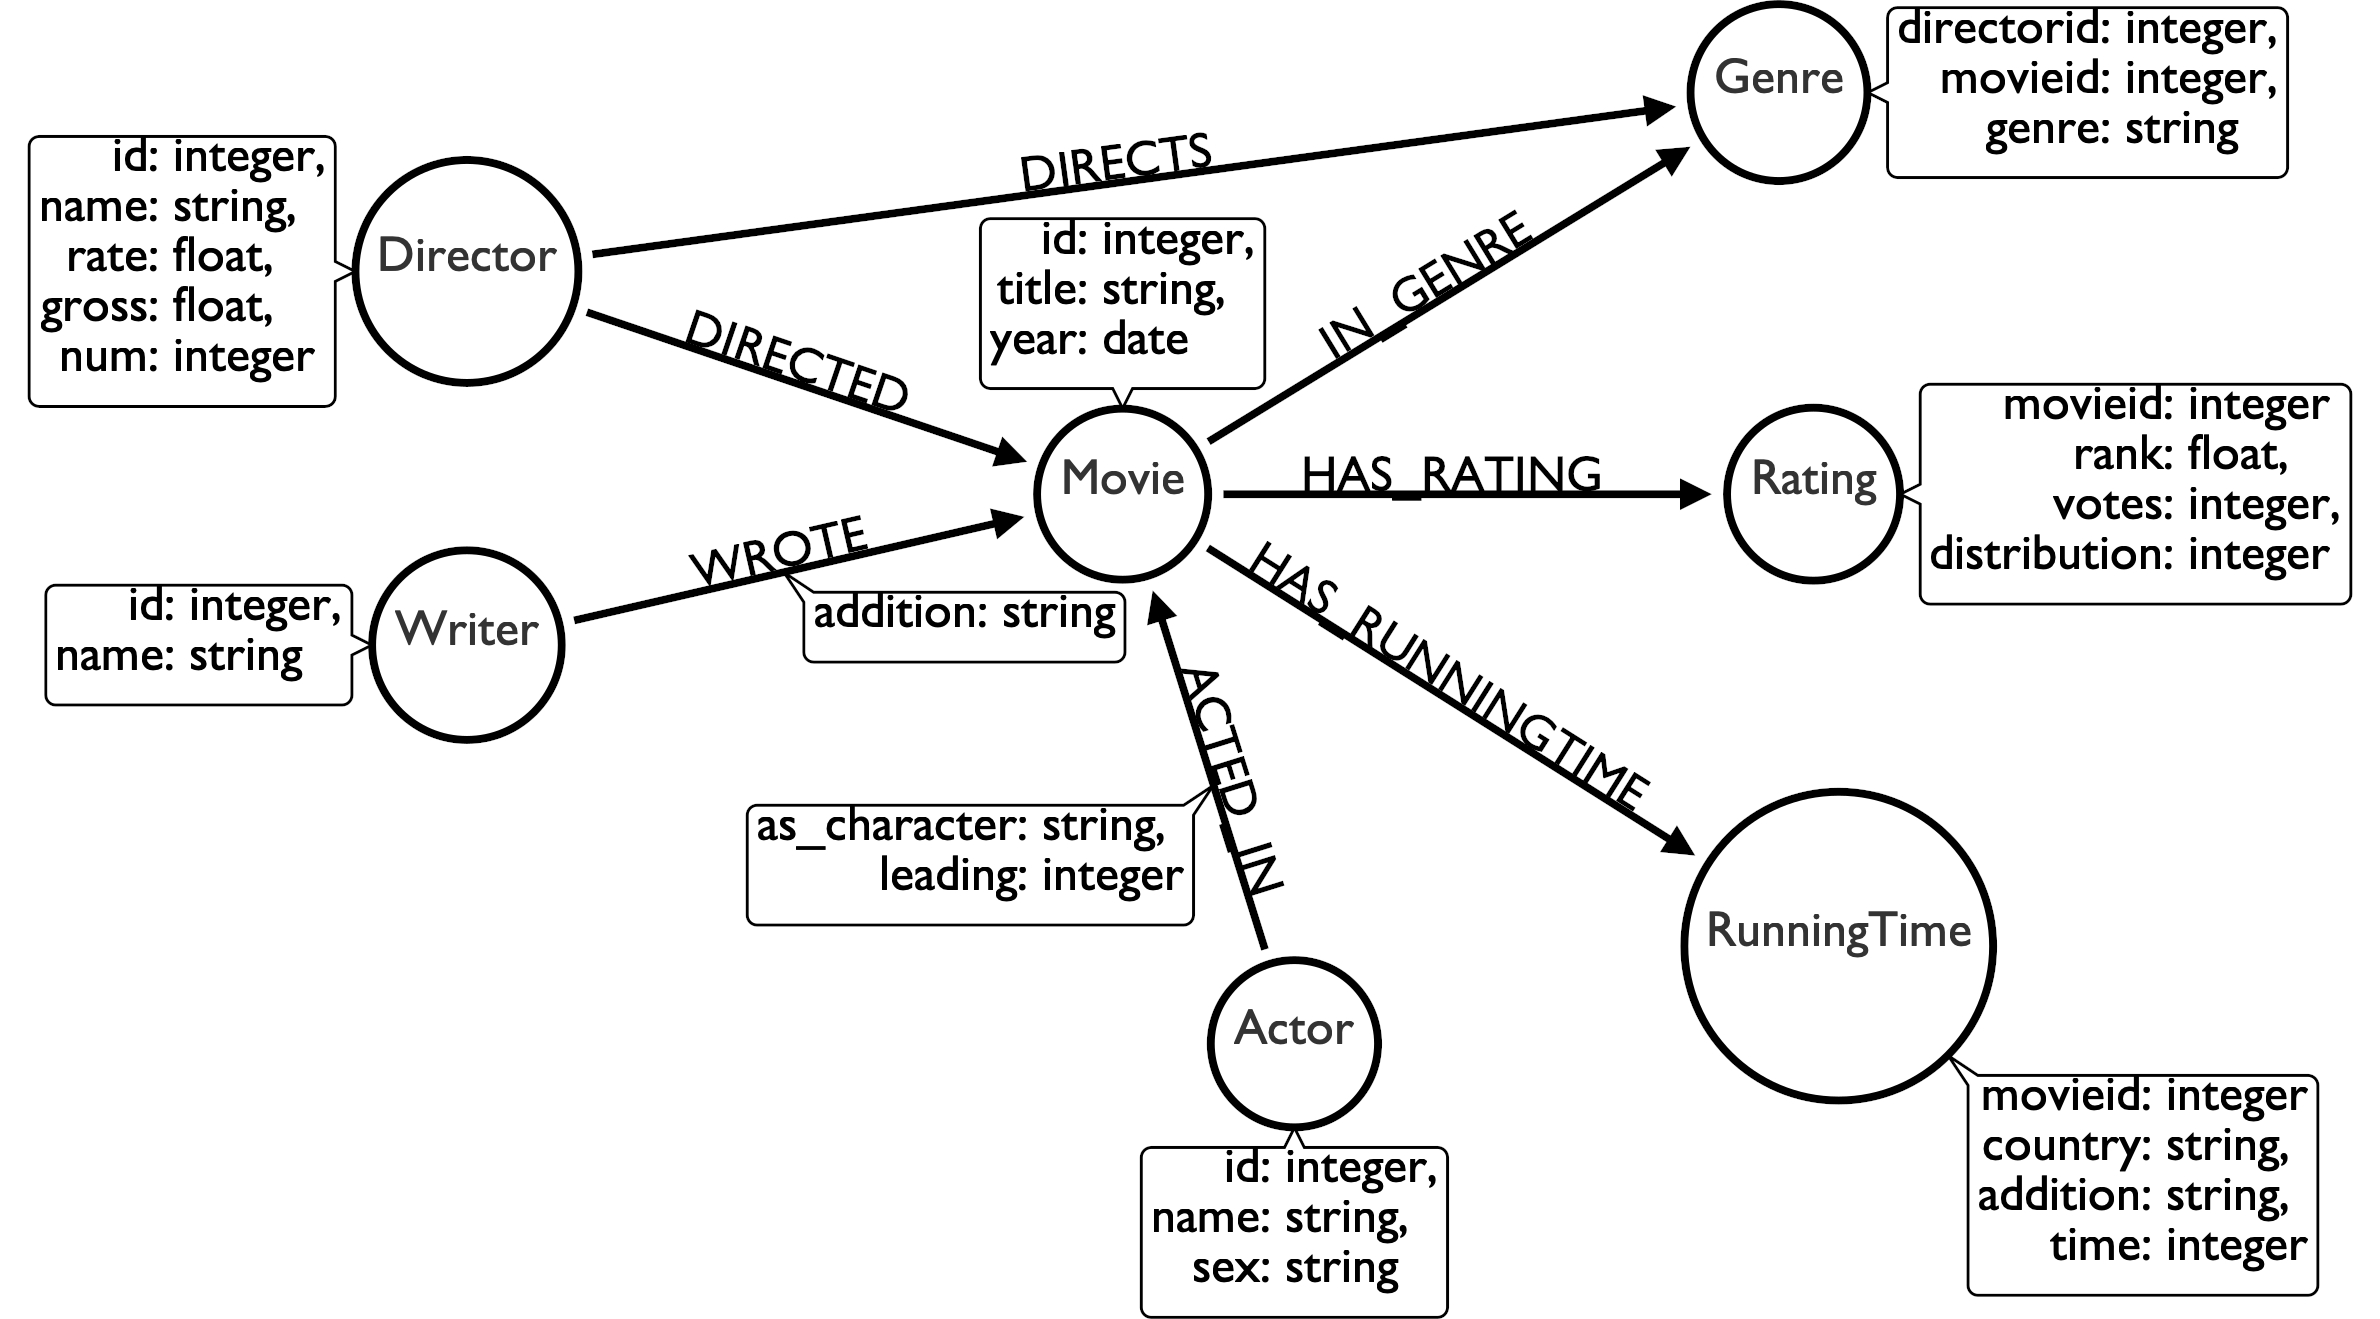 Genre
directorid: integer,
movieid: integer,
genre: string
DIRECTS
id: integer,
name: string,
rate: float,
gross: float,
num: integer
Director
id: integer,
title: string,
year: date
IN_GENRE
DIRECTED
Movie
HAS_RATING
Rating
movieid: integer
rank: float,
votes: integer,
distribution: integer
WROTE
addition: string
id: integer,
name: string
Writer
HAS_RUNNINGTIME
ACTED_IN
as_character: string,
leading: integer
RunningTime
movieid: integer
country: string,
addition: string,
time: integer
Actor
id: integer,
name: string,
sex: string